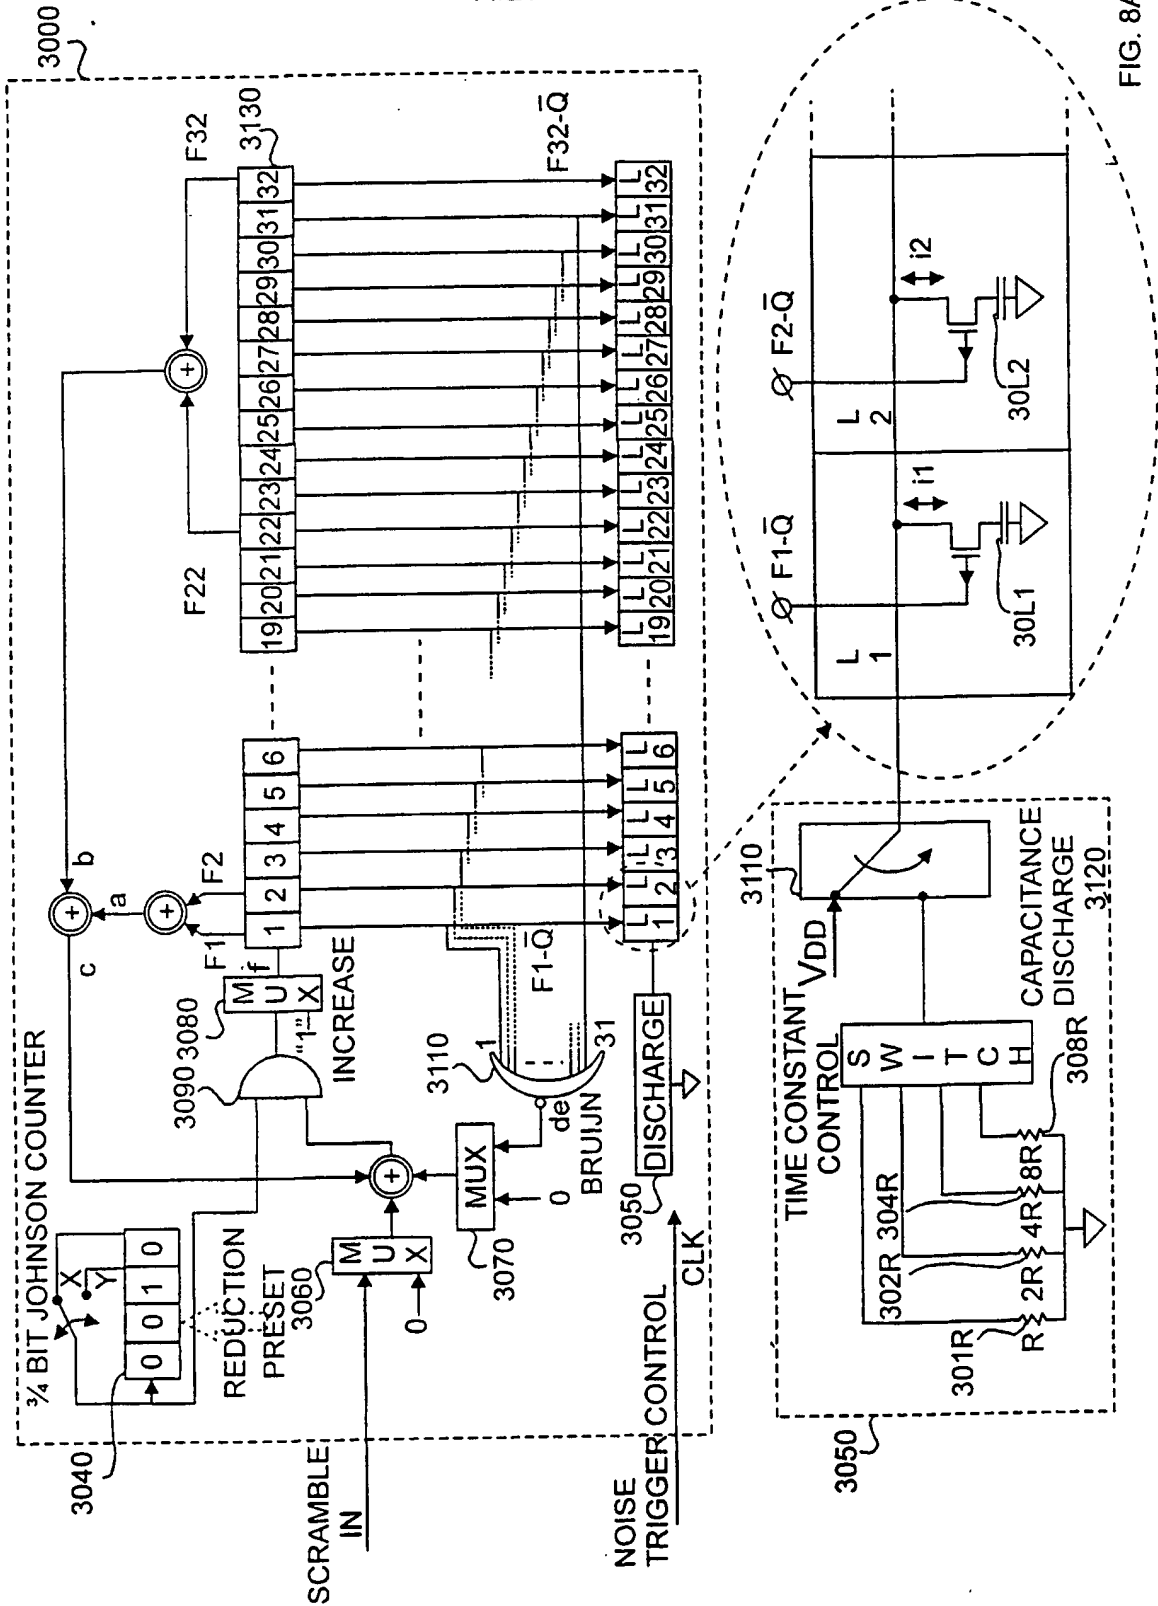 3000
¾ BIT JOHNSON COUNTER
3040
X
Y
0 0 1 0
REDUCTION
PRESET
3090
3080
M
U
X
f
"1"
INCREASE
c
b
a
F1
F2
F22
F32
1 2 3 4 5 6
19 20 21 22 23 24 25 26 27 28 29 30 31 32
3130
SCRAMBLE
IN
3060
M
U
X
0
3070
MUX
0
de
BRUIJN
3110
1
31
F1-Q̅
F32-Q̅
NOISE
TRIGGER CONTROL
CLK
3050
DISCHARGE
L L L L L L
1 2 3 4 5 6
L L L L L L L L L L L L L L
19 20 21 22 23 24 25 26 27 28 29 30 31 32
3050
TIME CONSTANT
CONTROL
VDD
3110
S
W
I
T
C
H
CAPACITANCE
DISCHARGE
3120
301R
302R
304R
308R
R
2R
4R
8R
L
1
F1-Q̅
i1
30L1
L
2
F2-Q̅
i2
30L2
FIG. 8A